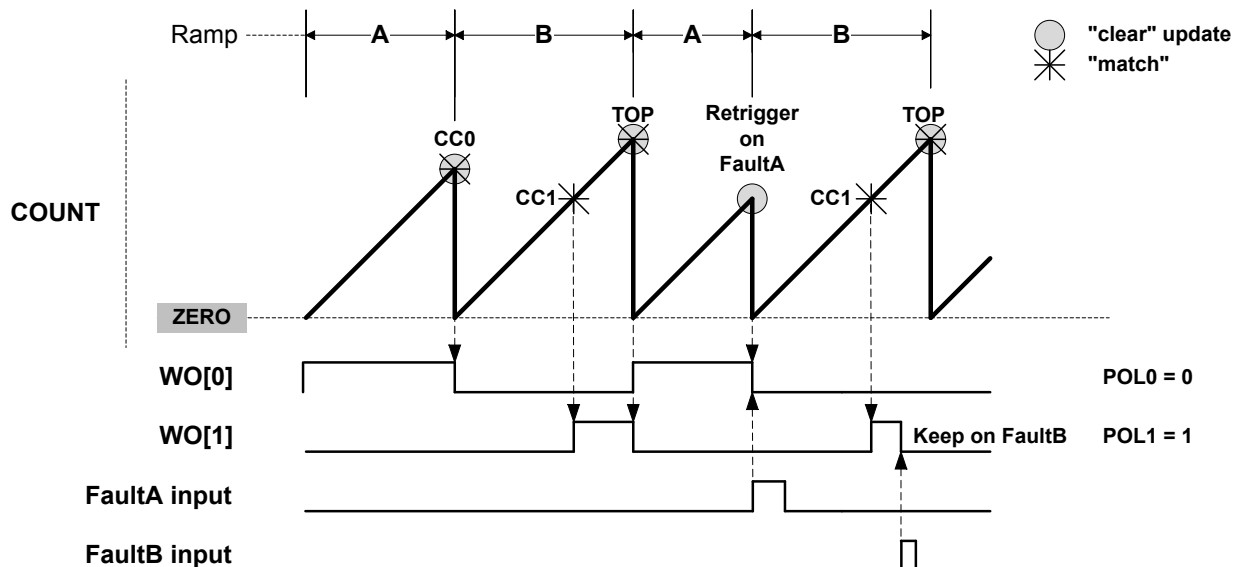 Ramp
A
B
A
B
"clear" update
"match"
CC0
TOP
Retrigger
on
FaultA
TOP
COUNT
CC1
CC1
ZERO
WO[0]
POL0 = 0
WO[1]
Keep on FaultB
POL1 = 1
FaultA input
FaultB input